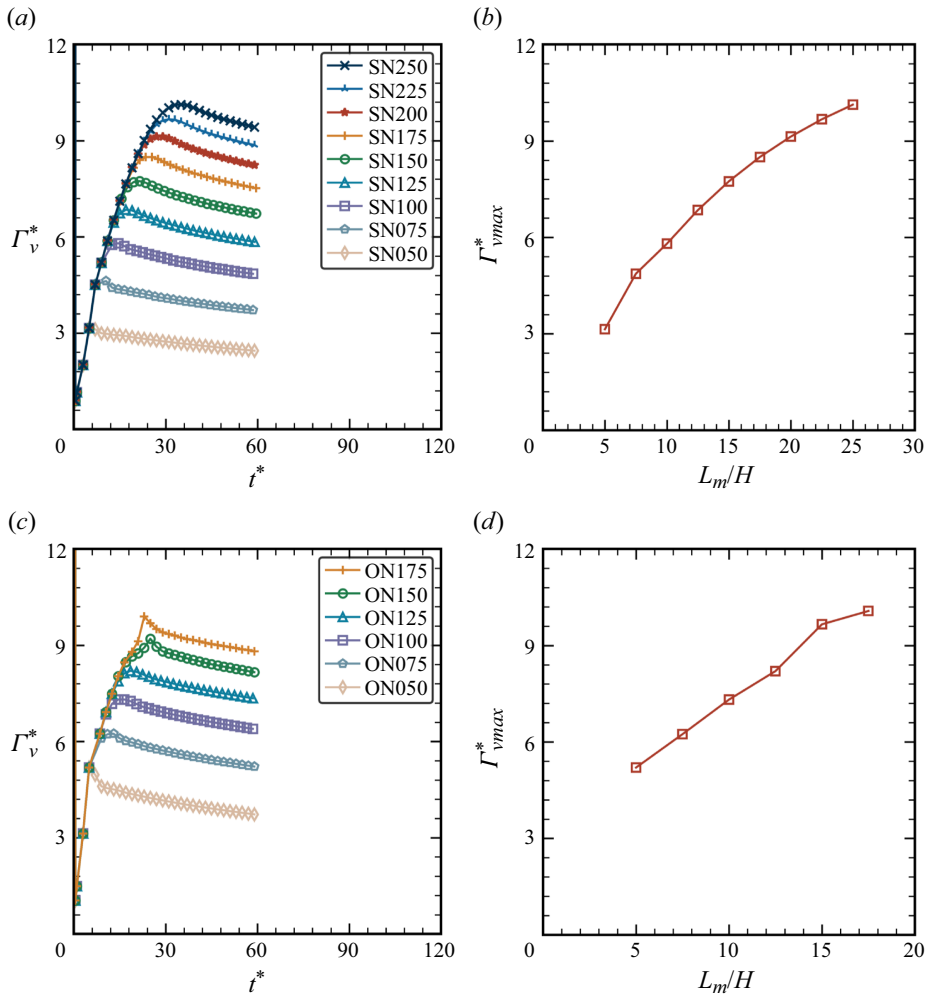 (a)
12
9
6
3
0
30
60
90
120
Γ*v
t*
SN250
SN225
SN200
SN175
SN150
SN125
SN100
SN075
SN050
(b)
12
9
6
3
0
5
10
15
20
25
30
Γ*vmax
Lm/H
(c)
12
9
6
3
0
30
60
90
120
Γ*v
t*
ON175
ON150
ON125
ON100
ON075
ON050
(d)
12
9
6
3
0
5
10
15
20
Γ*vmax
Lm/H